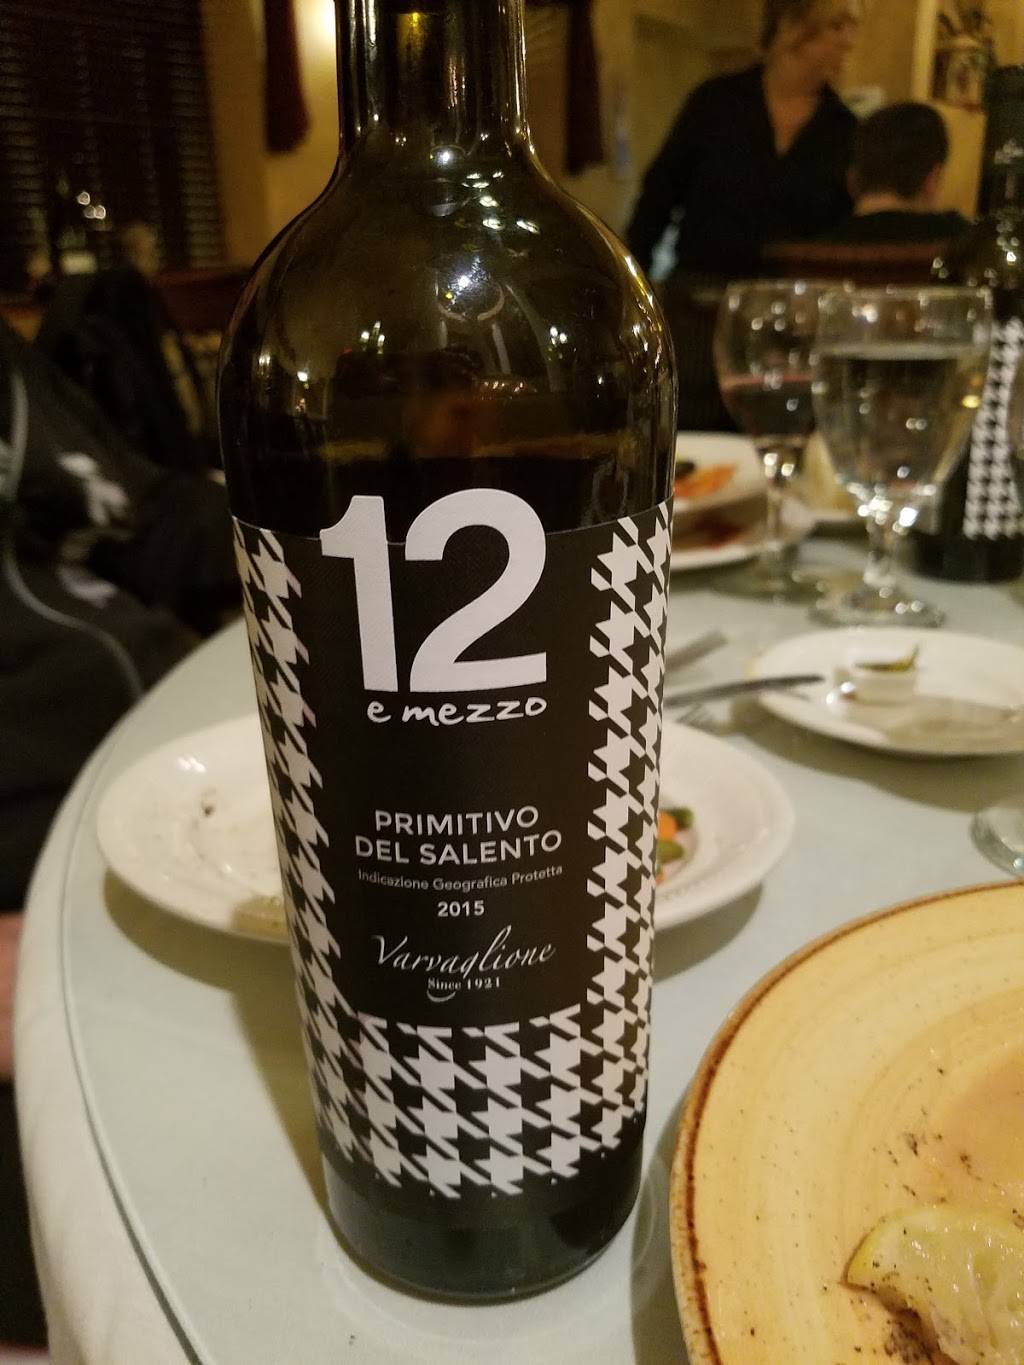 12
e mezzo
PRIMITIVO
DEL SALENTO
Indicazione Geografica Protetta
2015
Varvaglione
Since 1921